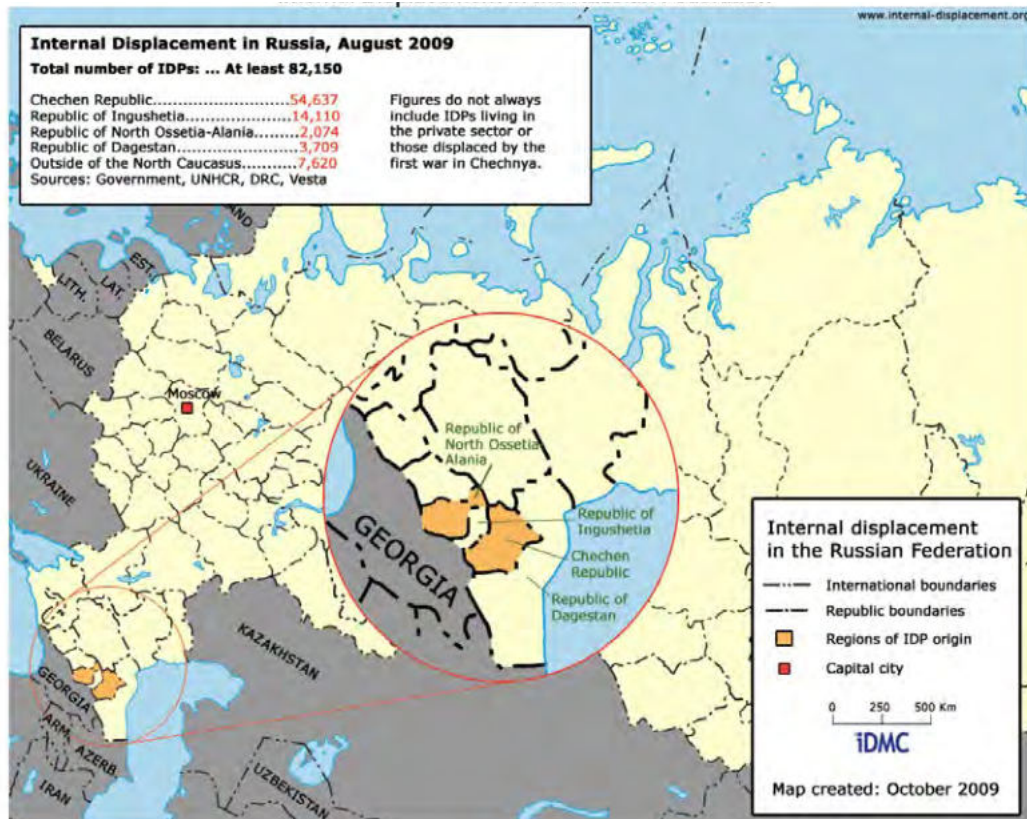 www.internal-displacement.org
Internal Displacement in Russia, August 2009
Total number of IDPs: ... At least 82,150
Chechen Republic..............................54,637
Republic of Ingushetia......................14,110
Republic of North Ossetia-Alania.......2,074
Republic of Dagestan........................3,709
Outside of the North Caucasus..........7,620
Sources: Government, UNHCR, DRC, Vesta
Figures do not always
include IDPs living in
the private sector or
those displaced by the
first war in Chechnya.
EST.
LAT.
LITH.
BELARUS
Moscow
UKRAINE
Republic of
North Ossetia
Alania
GEORGIA
Republic of
Ingushetia
Chechen
Republic
Republic of
Dagestan
KAZAKHSTAN
GEORGIA
ARM.
AZERB.
IRAN
UZBEKISTAN
Internal displacement
in the Russian Federation
International boundaries
Republic boundaries
Regions of IDP origin
Capital city
0 250 500 Km
iDMC
Map created: October 2009